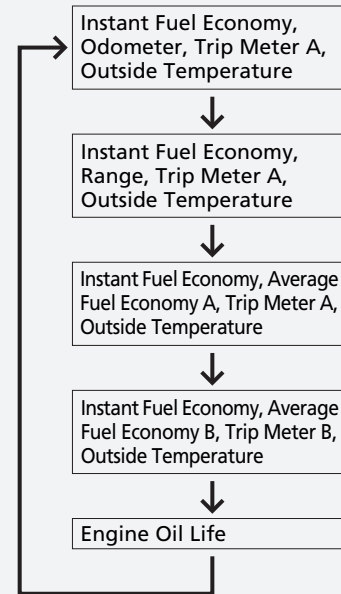 Instant Fuel Economy,
Odometer, Trip Meter A,
Outside Temperature
Instant Fuel Economy,
Range, Trip Meter A,
Outside Temperature
Instant Fuel Economy, Average
Fuel Economy A, Trip Meter A,
Outside Temperature
Instant Fuel Economy, Average
Fuel Economy B, Trip Meter B,
Outside Temperature
Engine Oil Life